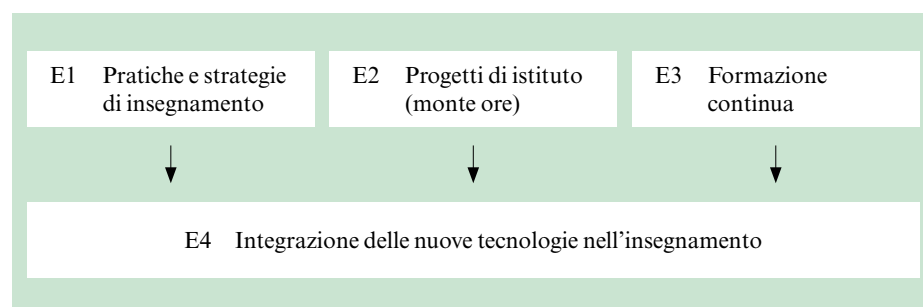 E1 Pratiche e strategie
di insegnamento
E2 Progetti di istituto
(monte ore)
E3 Formazione
continua
E4 Integrazione delle nuove tecnologie nell'insegnamento